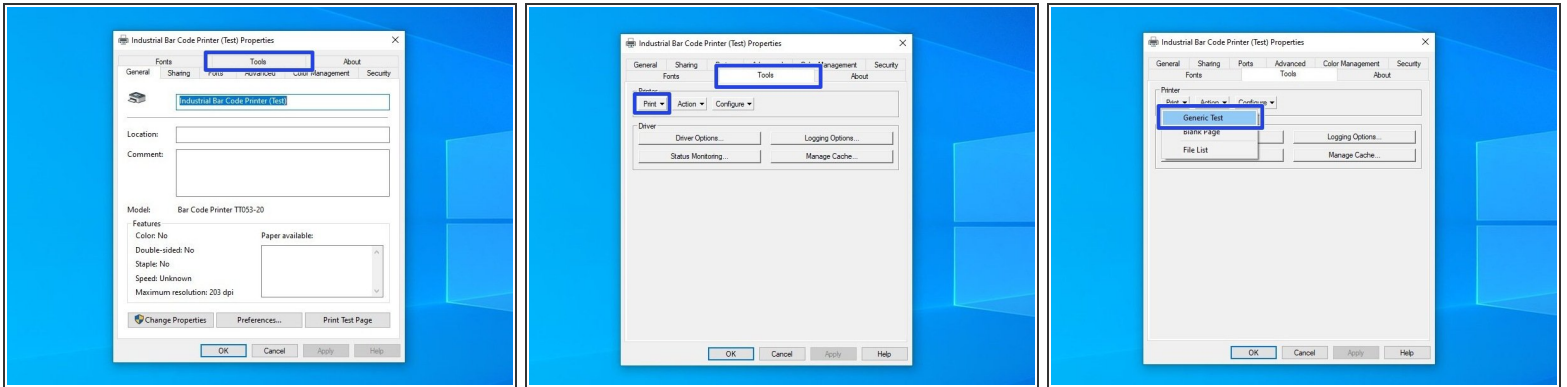 Industrial Bar Code Printer (Test) Properties
Fonts Tools About
General Sharing Ports Advanced Color Management Security
Industrial Bar Code Printer (Test)
Location:
Comment:
Model: Bar Code Printer TT053-20
Features
Color: No Paper available:
Double-sided: No
Staple: No
Speed: Unknown
Maximum resolution: 203 dpi
Change Properties Preferences... Print Test Page
OK Cancel Apply Help
Industrial Bar Code Printer (Test) Properties
General Sharing Management Security
Fonts Tools About
Printer
Print Action Configure
Driver
Driver Options... Logging Options...
Status Monitoring... Manage Cache...
OK Cancel Apply Help
Industrial Bar Code Printer (Test) Properties
General Sharing Ports Advanced Color Management Security
Fonts Tools About
Printer
Print Action Configure
Generic Test
Blank Page Logging Options...
File List Manage Cache...
OK Cancel Apply Help